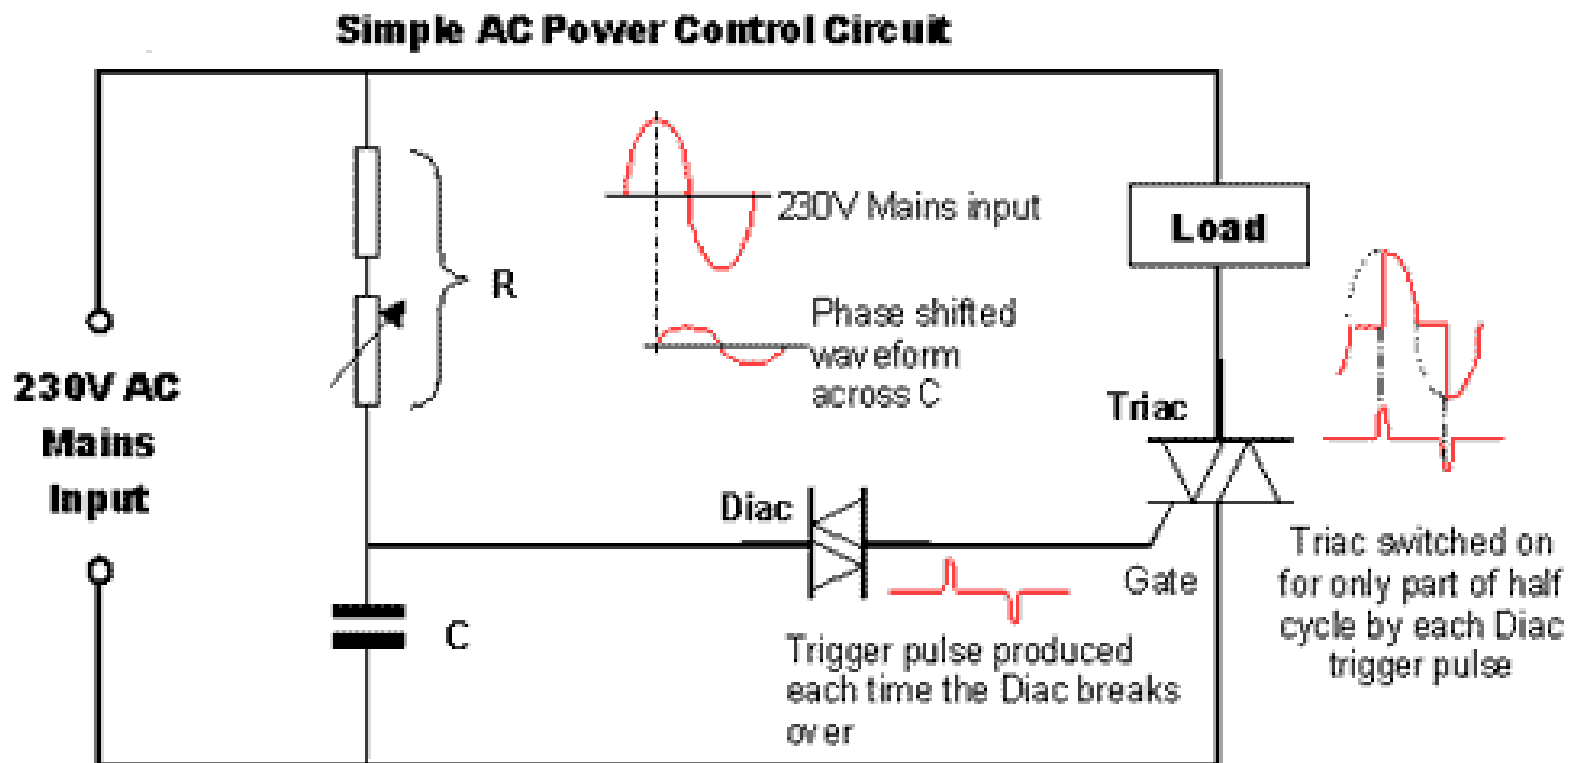 Simple AC Power Control Circuit
230V Mains input
Load
R
Phase shifted
waveform
across C
230V AC
Mains
Input
Triac
Diac
Gate
C
Trigger pulse produced
each time the Diac breaks
over
Triac switched on
for only part of half
cycle by each Diac
trigger pulse